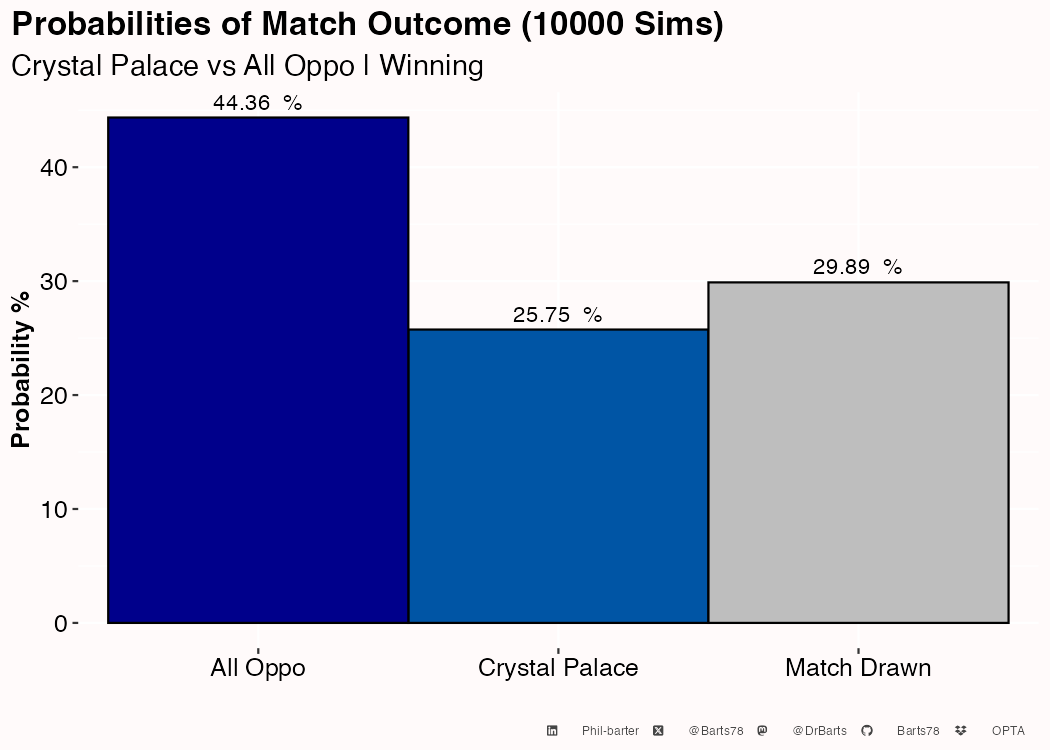 Probabilities of Match Outcome (10000 Sims)
Crystal Palace vs All Oppo | Winning
44.36 %
29.89 %
25.75 %
Probability %
40
30
20
10
0
All Oppo Crystal Palace Match Drawn
Phil-barter @Barts78 @DrBarts Barts78 OPTA